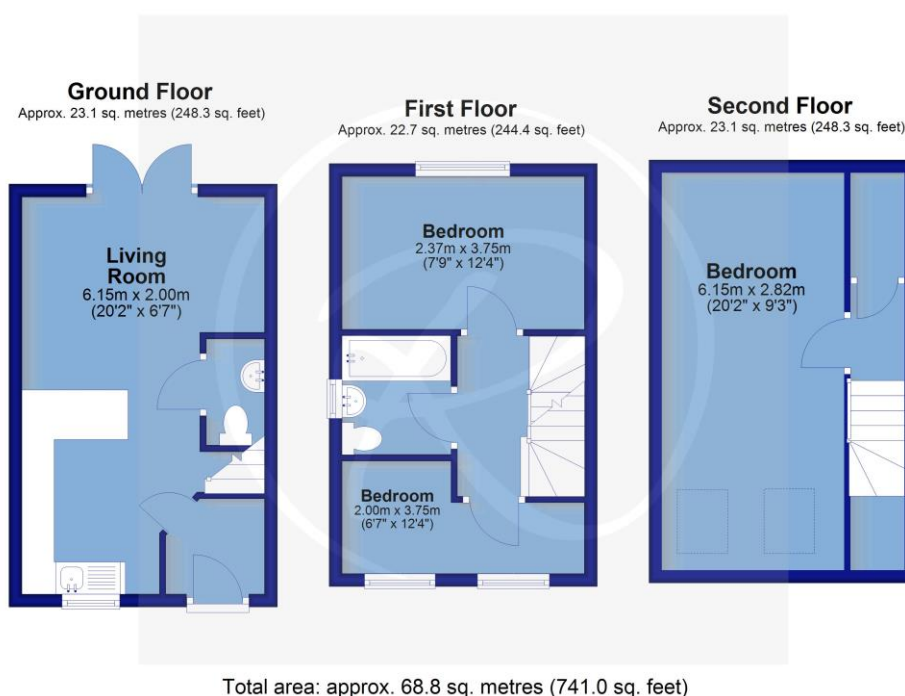 Ground Floor
Approx. 23.1 sq. metres (248.3 sq. feet)
Living
Room
6.15m x 2.00m
(20'2" x 6'7")
First Floor
Approx. 22.7 sq. metres (244.4 sq. feet)
Bedroom
2.37m x 3.75m
(7'9" x 12'4")
Bedroom
2.00m x 3.75m
(6'7" x 12'4")
Second Floor
Approx. 23.1 sq. metres (248.3 sq. feet)
Bedroom
6.15m x 2.82m
(20'2" x 9'3")
Total area: approx. 68.8 sq. metres (741.0 sq. feet)